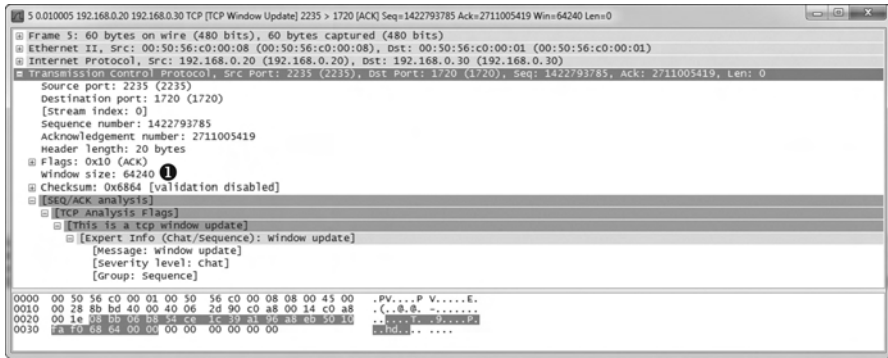 5 0.010005 192.168.0.20 192.168.0.30 TCP [TCP Window Update] 2235 > 1720 [ACK] Seq=1422793785 Ack=2711005419 Win=64240 Len=0
Frame 5: 60 bytes on wire (480 bits), 60 bytes captured (480 bits)
Ethernet II, Src: 00:50:56:c0:00:08 (00:50:56:c0:00:08), Dst: 00:50:56:c0:00:01 (00:50:56:c0:00:01)
Internet Protocol, Src: 192.168.0.20 (192.168.0.20), Dst: 192.168.0.30 (192.168.0.30)
Transmission Control Protocol, Src Port: 2235 (2235), Dst Port: 1720 (1720), Seq: 1422793785, Ack: 2711005419, Len: 0
Source port: 2235 (2235)
Destination port: 1720 (1720)
[Stream index: 0]
Sequence number: 1422793785
Acknowledgement number: 2711005419
Header length: 20 bytes
Flags: 0x10 (ACK)
Window size: 64240 ❶
Checksum: 0x6864 [validation disabled]
[SEQ/ACK analysis]
[TCP Analysis Flags]
[This is a tcp window update]
[Expert Info (Chat/Sequence): Window update]
[Message: Window update]
[Severity level: Chat]
[Group: Sequence]
0000 00 50 56 c0 00 01 00 50 56 c0 00 08 08 00 45 00 .PV....P V.....E.
0010 00 28 8b bd 40 00 40 06 2d 90 c0 a8 00 14 c0 a8 .(..@.@. -.......
0020 00 1e 08 bb 06 b8 54 ce 1c 39 a1 96 a8 eb 50 10 ......T. .9....P.
0030 fa f0 68 64 00 00 00 00 00 00 00 00 ..hd.... ....